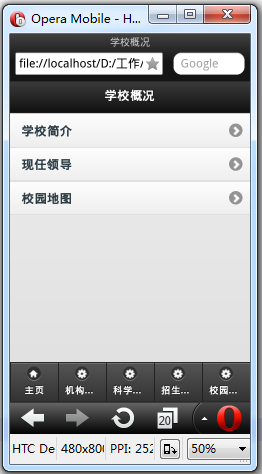 Opera Mobile - H...
学校概况
file://localhost/D:/工作/
Google
学校概况
学校简介
现任领导
校园地图
主页 机构... 科学... 招生... 校园...
20
HTC De 480x80 PPI: 252 50%